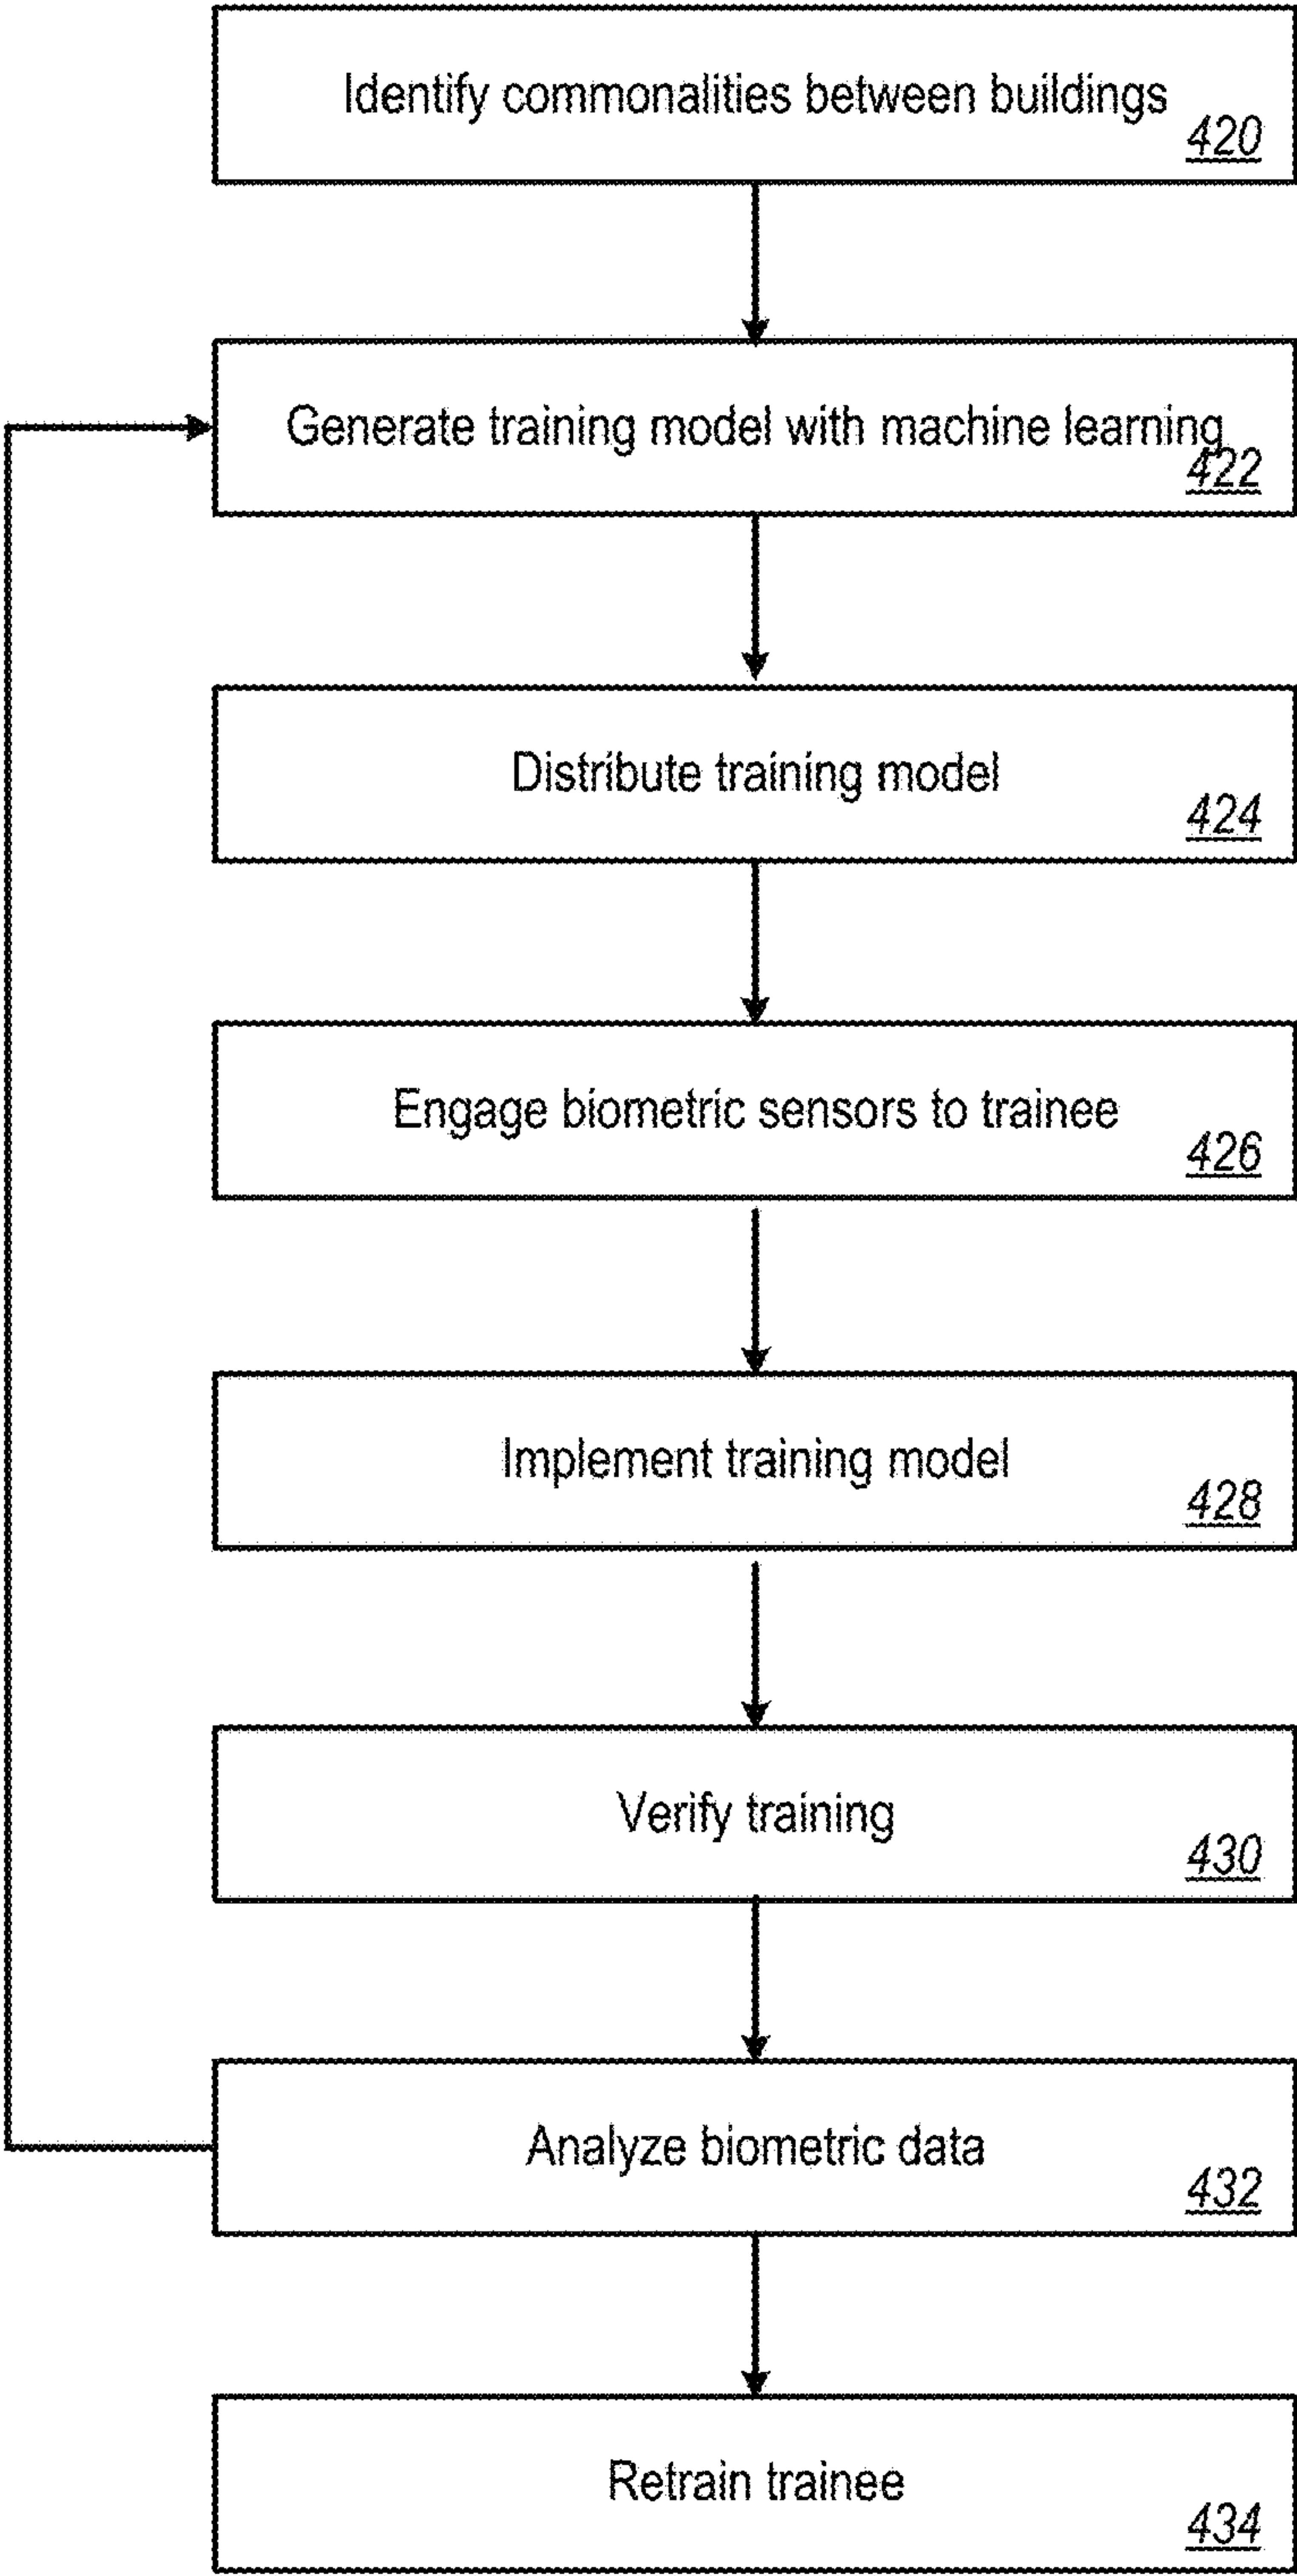 Identify commonalities between buildings
420
Generate training model with machine learning
422
Distribute training model
424
Engage biometric sensors to trainee
426
Implement training model
428
Verify training
430
Analyze biometric data
432
Retrain trainee
434